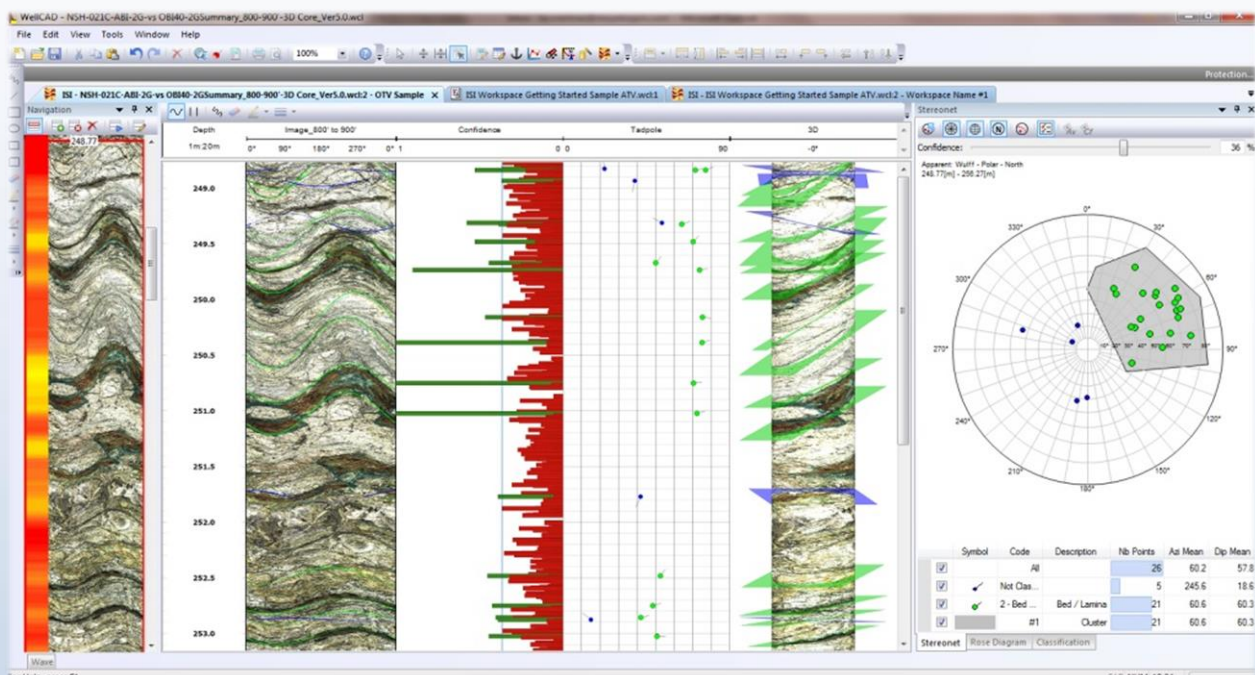 WellCAD - NSH-021C-ABI-2G-vs OBI40-2GSummary_800-900'-3D Core_Ver5.0.wcl
File Edit View Tools Window Help
100%
Protection...
ISI - NSH-021C-ABI-2G-vs OBI40-2GSummary_800-900'-3D Core_Ver5.0.wcl:2 - OTV Sample
ISI Workspace Getting Started Sample ATV.wcl:1
ISI - ISI Workspace Getting Started Sample ATV.wcl:2 - Workspace Name #1
Navigation
248.77
Depth
1m:20m
Image_800' to 900'
0° 90° 180° 270° 0°
Confidence
1 0
Tadpole
0 90
3D
-0°
249.0
249.5
250.0
250.5
251.0
251.5
252.0
252.5
253.0
Wave
Stereonet
Confidence: 36 %
Apparent: Wulff - Polar - North
248.77[m] - 256.27[m]
0°
30°
60°
90°
120°
150°
180°
210°
240°
270°
300°
330°
Symbol Code Description Nb Points Azi Mean Dip Mean
All 26 60.2 57.8
Not Clas... 5 245.6 18.6
2 - Bed ... Bed / Lamina 21 60.6 60.3
#1 Cluster 21 60.6 60.3
Stereonet Rose Diagram Classification